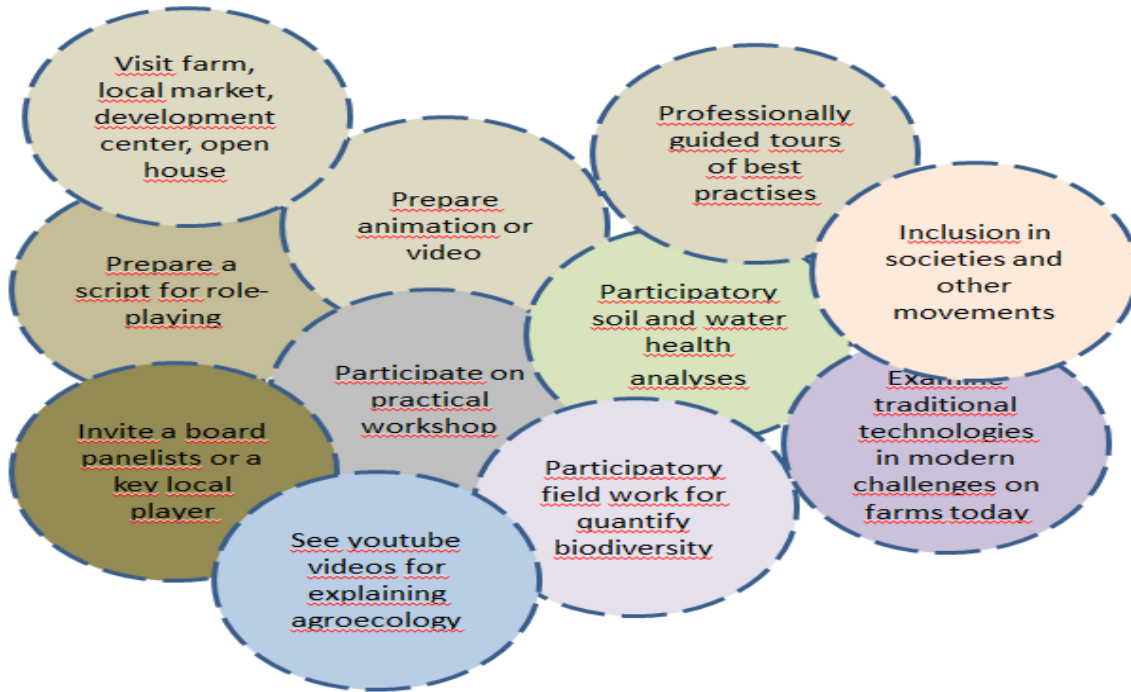 Visit farm,
local market,
development
center, open
house
Prepare
animation or
video
Professionally
guided tours
of best
practises
Inclusion in
societies and
other
movements
Prepare a
script for role-
playing
Participatory
soil and water
health
analyses
Participate on
practical
workshop
Examine
traditional
technologies
in modern
challenges on
farms today
Invite a board
panelists or a
key local
player
Participatory
field work for
quantify
biodiversity
See youtube
videos for
explaining
agroecology